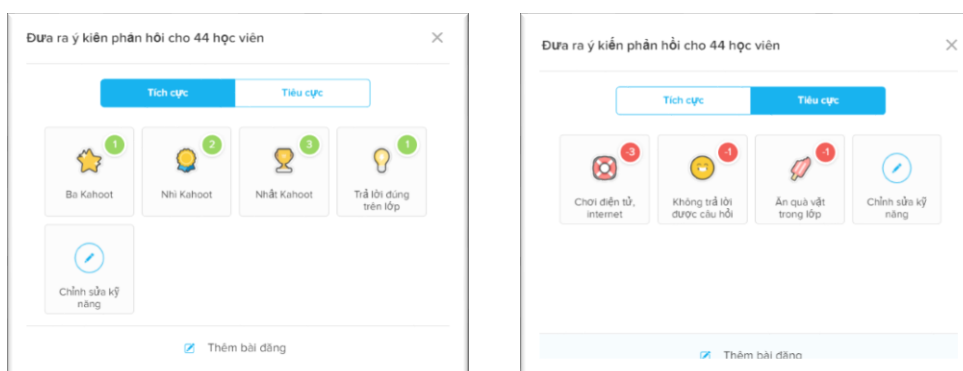 Đưa ra ý kiến phản hồi cho 44 học viên
Tích cực
Tiêu cực
1
2
3
1
Ba Kahoot
Nhì Kahoot
Nhất Kahoot
Trả lời đúng
trên lớp
Chỉnh sửa kỹ
năng
Thêm bài đăng
Đưa ra ý kiến phản hồi cho 44 học viên
Tích cực
Tiêu cực
-3
-1
-1
Chơi điện tử,
internet
Không trả lời
được câu hỏi
Ăn quà vặt
trong lớp
Chỉnh sửa kỹ
năng
Thêm bài đăng